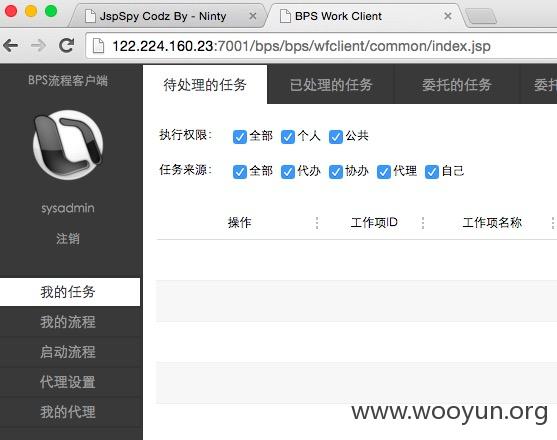 JspSpy Codz By - Ninty
BPS Work Client
122.224.160.23:7001/bps/bps/wfclient/common/index.jsp
BPS流程客户端
待处理的任务
已处理的任务
委托的任务
委托
执行权限：
全部
个人
公共
任务来源：
全部
代办
协办
代理
自己
sysadmin
注销
操作
工作项ID
工作项名称
我的任务
我的流程
启动流程
代理设置
我的代理
www.wooyun.org